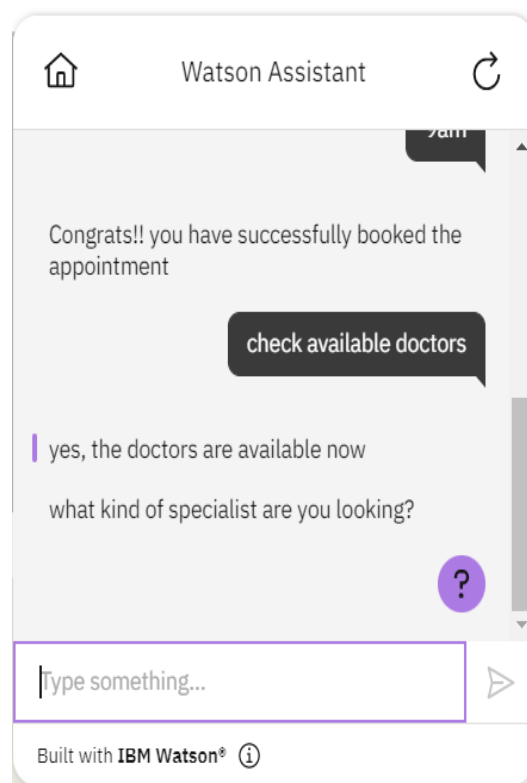 Watson Assistant
9am
Congrats!! you have successfully booked the
appointment
check available doctors
yes, the doctors are available now
what kind of specialist are you looking?
?
Type something...
Built with IBM Watson®